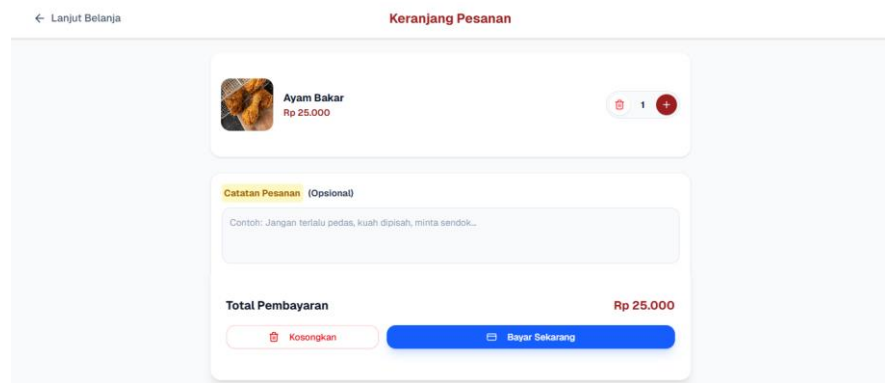 ← Lanjut Belanja
Keranjang Pesanan
Ayam Bakar
Rp 25.000
1 +
Catatan Pesanan (Opsional)
Contoh: Jangan terlalu pedas, kuah dipisah, minta sendok...
Total Pembayaran
Rp 25.000
Kosongkan
Bayar Sekarang